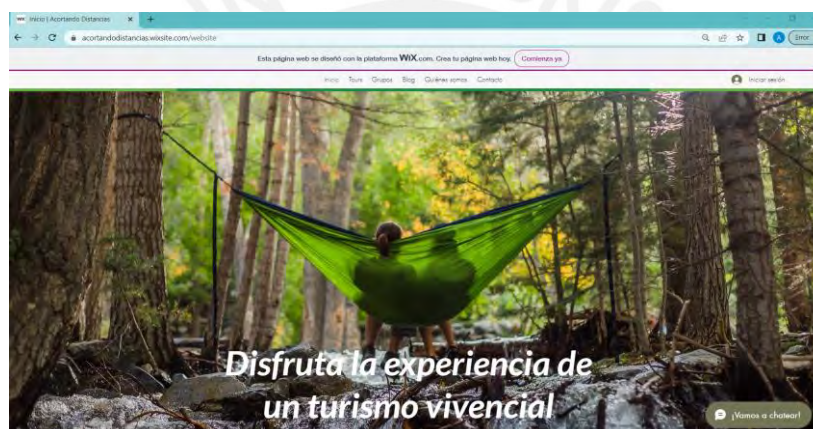 Inicio | Acortando Distancias
acortandodistancias.wixsite.com/website
Error
Esta página web se diseñó con la plataforma WiX.com. Crea tu página web hoy. Comienza ya
Inicio Tours Grupos Blog Quiénes somos Contacto
Iniciar sesión
Disfruta la experiencia de
un turismo vivencial
¡Vamos a chatear!